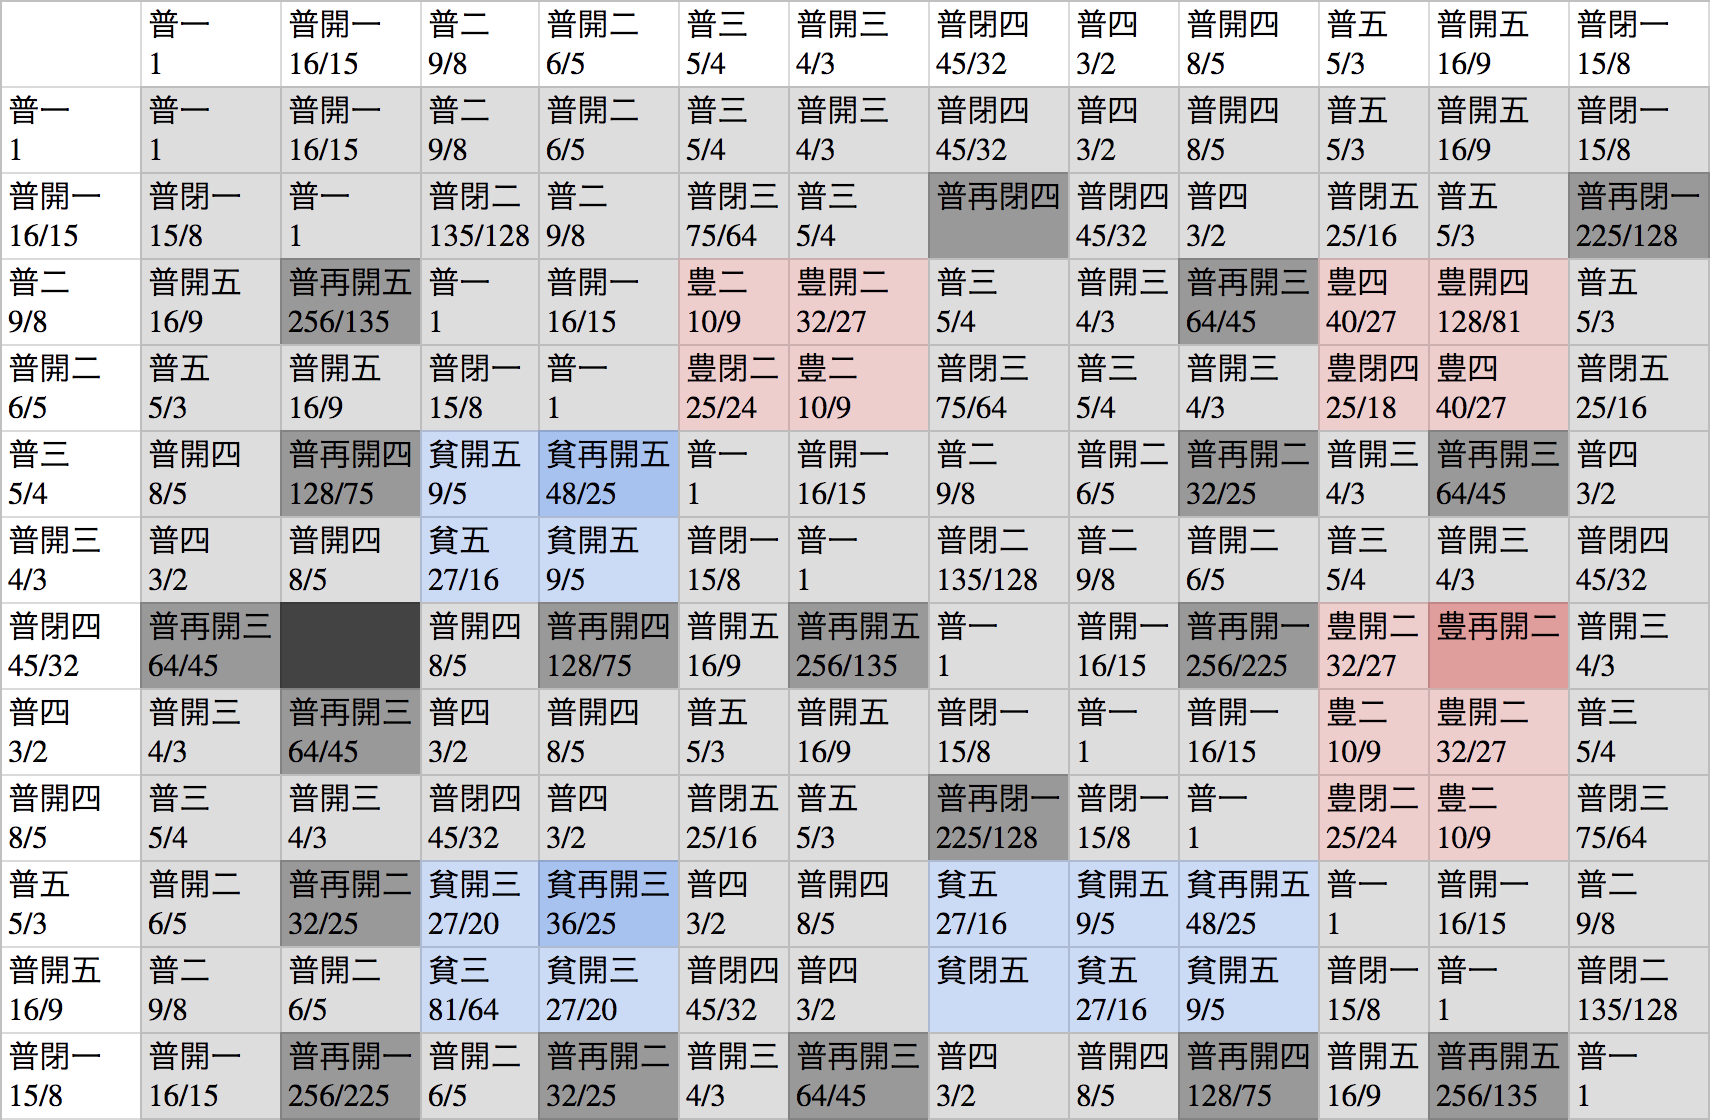 普一 普開一 普二 普開二 普三 普開三 普閉四 普四 普開四 普五 普開五 普閉一
1 16/15 9/8 6/5 5/4 4/3 45/32 3/2 8/5 5/3 16/9 15/8
普一 普一 普開一 普二 普開二 普三 普開三 普閉四 普四 普開四 普五 普開五 普閉一
1 1 16/15 9/8 6/5 5/4 4/3 45/32 3/2 8/5 5/3 16/9 15/8
普開一 普閉一 普一 普閉二 普二 普閉三 普三 普再閉四 普閉四 普四 普閉五 普五 普再閉一
16/15 15/8 1 135/128 9/8 75/64 5/4 45/32 3/2 25/16 5/3 225/128
普二 普開五 普再開五 普一 普開一 豊二 豊開二 普三 普開三 普再開三 豊四 豊開四 普五
9/8 16/9 256/135 1 16/15 10/9 32/27 5/4 4/3 64/45 40/27 128/81 5/3
普開二 普五 普開五 普閉一 普一 豊閉二 豊二 普閉三 普三 普開三 豊閉四 豊四 普閉五
6/5 5/3 16/9 15/8 1 25/24 10/9 75/64 5/4 4/3 25/18 40/27 25/16
普三 普開四 普再開四 貧開五 貧再開五 普一 普開一 普二 普開二 普再開二 普開三 普再開三 普四
5/4 8/5 128/75 9/5 48/25 1 16/15 9/8 6/5 32/25 4/3 64/45 3/2
普開三 普四 普開四 貧五 貧開五 普閉一 普一 普閉二 普二 普開二 普三 普開三 普閉四
4/3 3/2 8/5 27/16 9/5 15/8 1 135/128 9/8 6/5 5/4 4/3 45/32
普閉四 普再開三 普開四 普再開四 普開五 普再開五 普一 普開一 普再開一 豊開二 豊再開二 普開三
45/32 64/45 8/5 128/75 16/9 256/135 1 16/15 256/225 32/27 4/3
普四 普開三 普再開三 普四 普開四 普五 普開五 普閉一 普一 普開一 豊二 豊開二 普三
3/2 4/3 64/45 3/2 8/5 5/3 16/9 15/8 1 16/15 10/9 32/27 5/4
普開四 普三 普開三 普閉四 普四 普閉五 普五 普再閉一 普閉一 普一 豊閉二 豊二 普閉三
8/5 5/4 4/3 45/32 3/2 25/16 5/3 225/128 15/8 1 25/24 10/9 75/64
普五 普開二 普再開二 貧開三 貧再開三 普四 普開四 貧五 貧開五 貧再開五 普一 普開一 普二
5/3 6/5 32/25 27/20 36/25 3/2 8/5 27/16 9/5 48/25 1 16/15 9/8
普開五 普二 普開二 貧三 貧開三 普閉四 普四 貧閉五 貧五 貧開五 普閉一 普一 普閉二
16/9 9/8 6/5 81/64 27/20 45/32 3/2 27/16 9/5 15/8 1 135/128
普閉一 普開一 普再開一 普開二 普再開二 普開三 普再開三 普四 普開四 普再開四 普開五 普再開五 普一
15/8 16/15 256/225 6/5 32/25 4/3 64/45 3/2 8/5 128/75 16/9 256/135 1